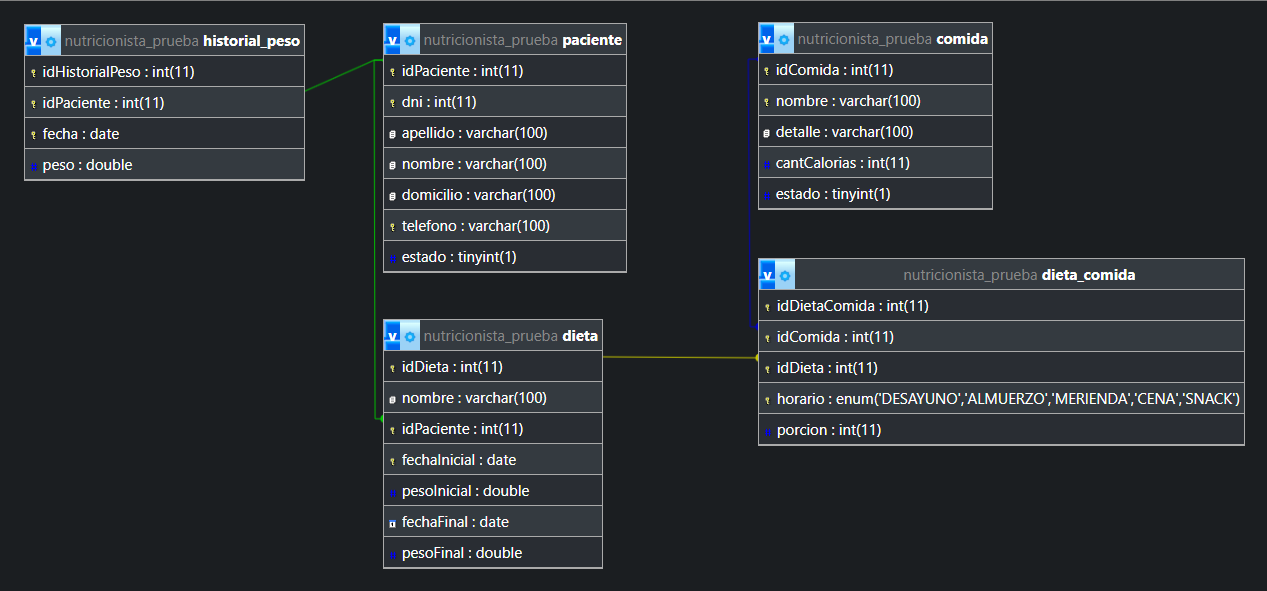 nutricionista_prueba historial_peso
idHistorialPeso : int(11)
idPaciente : int(11)
fecha : date
peso : double
nutricionista_prueba paciente
idPaciente : int(11)
dni : int(11)
apellido : varchar(100)
nombre : varchar(100)
domicilio : varchar(100)
telefono : varchar(100)
estado : tinyint(1)
nutricionista_prueba comida
idComida : int(11)
nombre : varchar(100)
detalle : varchar(100)
cantCalorias : int(11)
estado : tinyint(1)
nutricionista_prueba dieta
idDieta : int(11)
nombre : varchar(100)
idPaciente : int(11)
fechaInicial : date
pesoInicial : double
fechaFinal : date
pesoFinal : double
nutricionista_prueba dieta_comida
idDietaComida : int(11)
idComida : int(11)
idDieta : int(11)
horario : enum('DESAYUNO','ALMUERZO','MERIENDA','CENA','SNACK')
porcion : int(11)